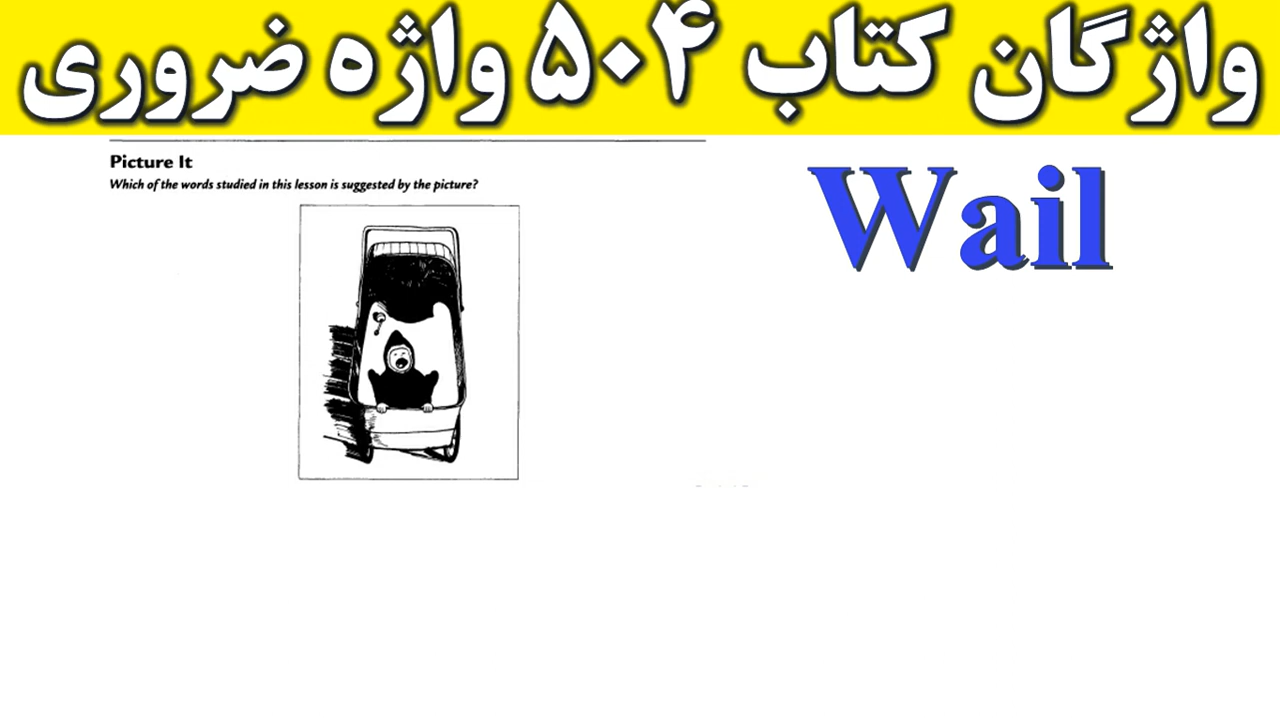 واژگان کتاب ۵۰۴ واژه ضروری
Picture It
Which of the words studied in this lesson is suggested by the picture?
Wail